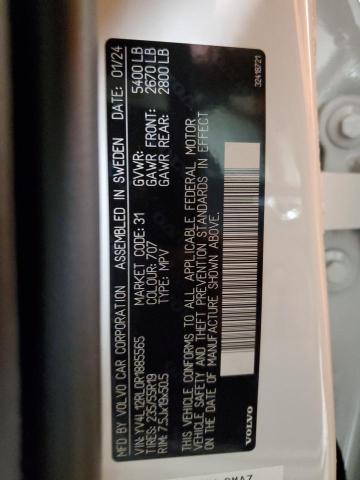 MFD BY VOLVO CAR CORPORATION ASSEMBLED IN SWEDEN DATE: 01/24
VIN: YV4L12RL0R1885565 MARKET CODE: 31 GVWR: 5400 LB
TIRES: 235/55R19 COLOUR: 707 GAWR FRONT: 2670 LB
RIM: 7.5Jx19x50.5 TYPE: MPV GAWR REAR: 2800 LB
THIS VEHICLE CONFORMS TO ALL APPLICABLE FEDERAL MOTOR
VEHICLE SAFETY AND THEFT PREVENTION STANDARDS IN EFFECT
ON THE DATE OF MANUFACTURE SHOWN ABOVE.
VOLVO
32418721